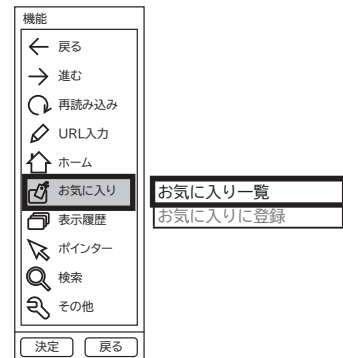 機能
戻る
進む
再読み込み
URL入力
ホーム
お気に入り
お気に入り一覧
お気に入りに登録
表示履歴
ポインター
検索
その他
決定 戻る